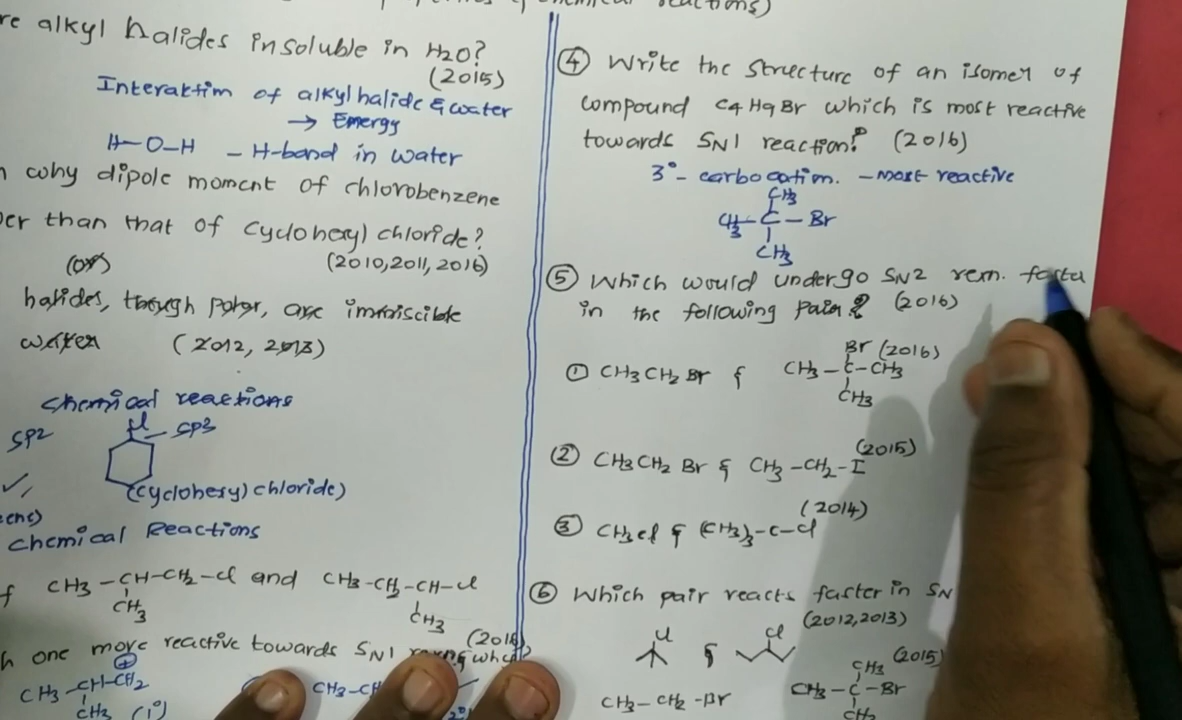 re alkyl halides insoluble in H2O?
(2015)
Interaktim of alkyl halide & water
→ Emergy
H-O-H - H-bond in water
why dipole moment of chlorobenzene
er than that of cyclohexyl chloride?
(or) (2010, 2011, 2016)
halides, though polar, are immiscible
water (2012, 2013)
chemical reactions
SP2 Cl - SP3
(cyclohexyl chloride)
chemical Reactions
f CH3-CH-CH2-Cl and CH3-CH2-CH-Cl
CH3 CH3
h one more reactive towards SN1
CH3-CH-CH2
CH3 (1°)
④ Write the structure of an isomer of
compound C4H9Br which is most reactive
towards SN1 reaction? (2016)
3°- carbocation. - most reactive
CH3
CH3-C-Br
CH3
⑤ Which would undergo SN2 rexn. faster
in the following pair? (2016)
Br (2016)
① CH3CH2Br & CH3-C-CH3
CH3
(2015)
② CH3CH2Br & CH3-CH2-I
(2014)
③ CH3Cl & (CH3)3-C-Cl
⑥ Which pair reacts faster in SN
(2012,2013)
Cl & Cl
CH3 (2015)
CH3-CH2-Br CH3-C-Br
CH3